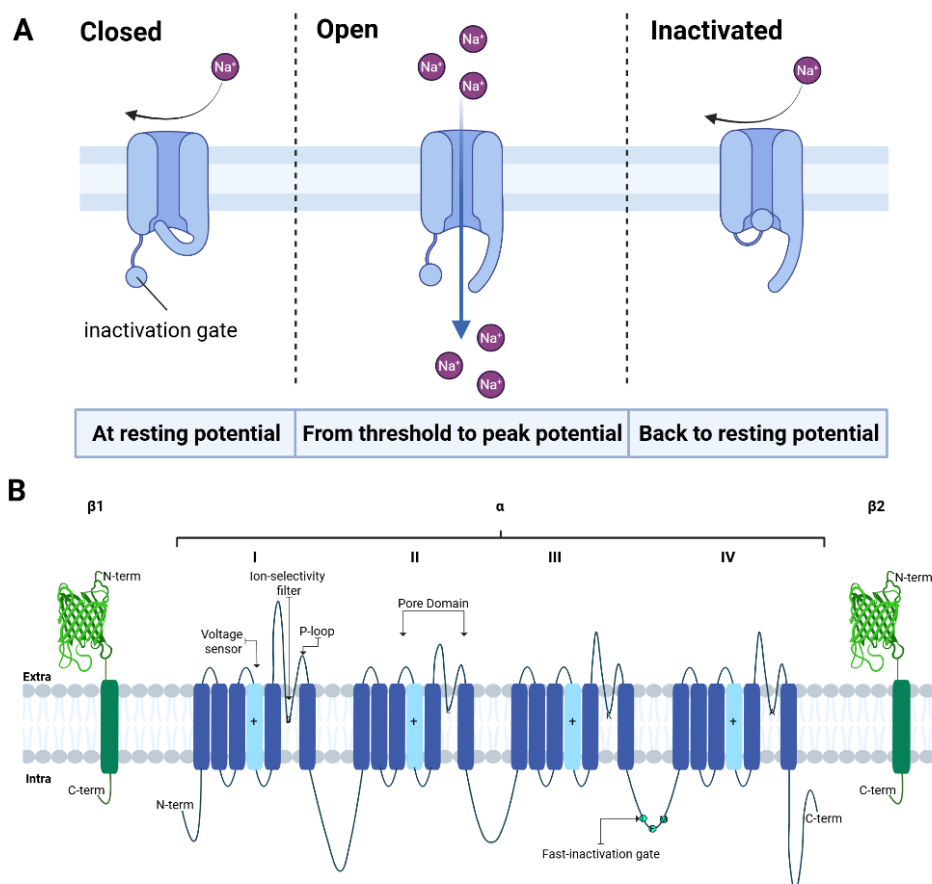 A
Closed
Open
Inactivated
Na⁺
Na⁺
Na⁺
Na⁺
Na⁺
inactivation gate
Na⁺
Na⁺
Na⁺
At resting potential
From threshold to peak potential
Back to resting potential
B
β1
α
β2
I
II
III
IV
N-term
Ion-selectivity
filter
Pore Domain
N-term
Voltage
sensor
P-loop
Extra
+
+
+
+
K
A
Intra
C-term
N-term
C-term
C-term
F
M
Fast-inactivation gate